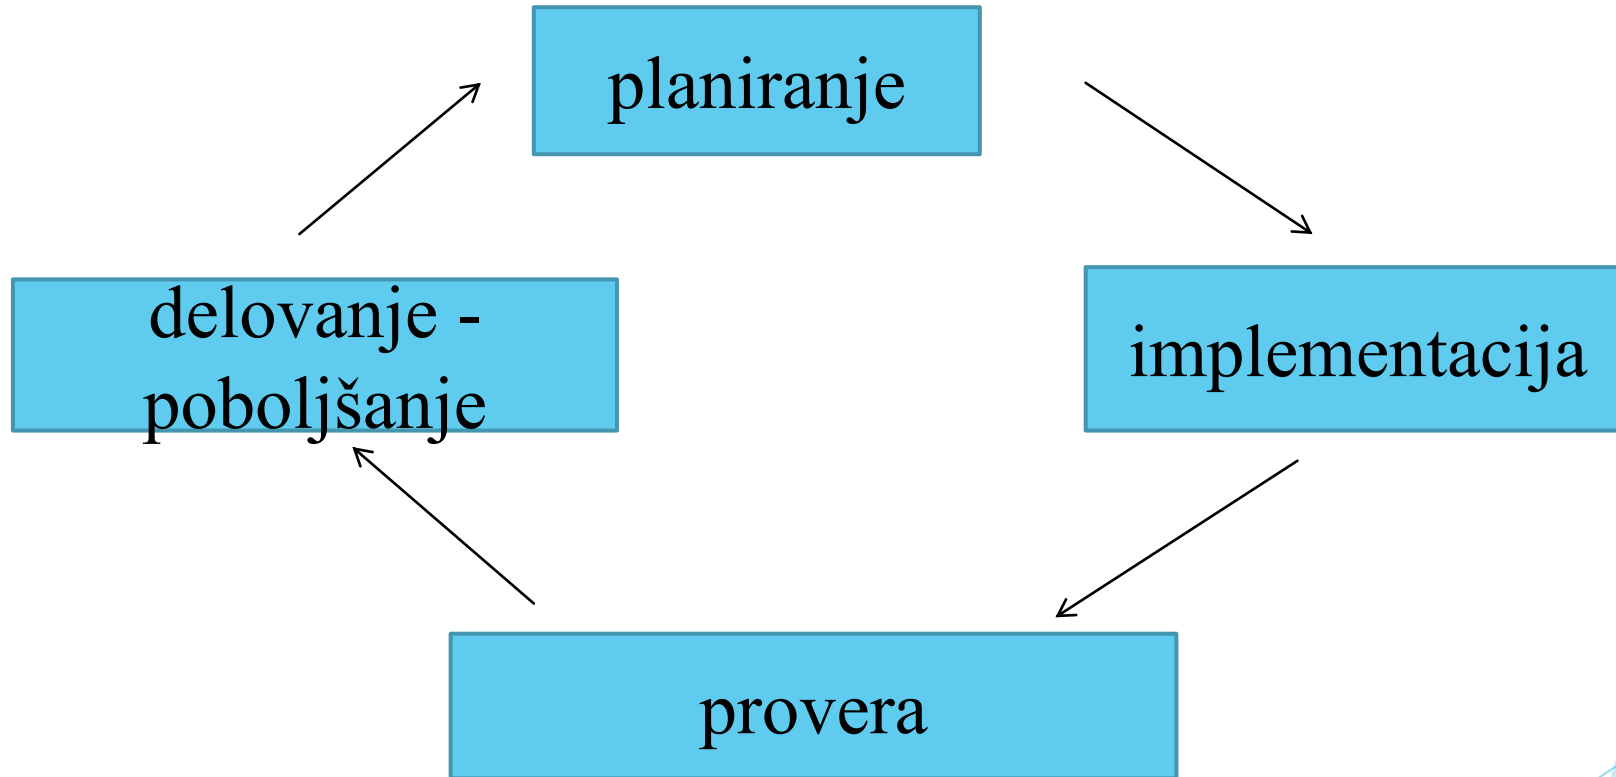 planiranje
delovanje -
poboljšanje
implementacija
provera